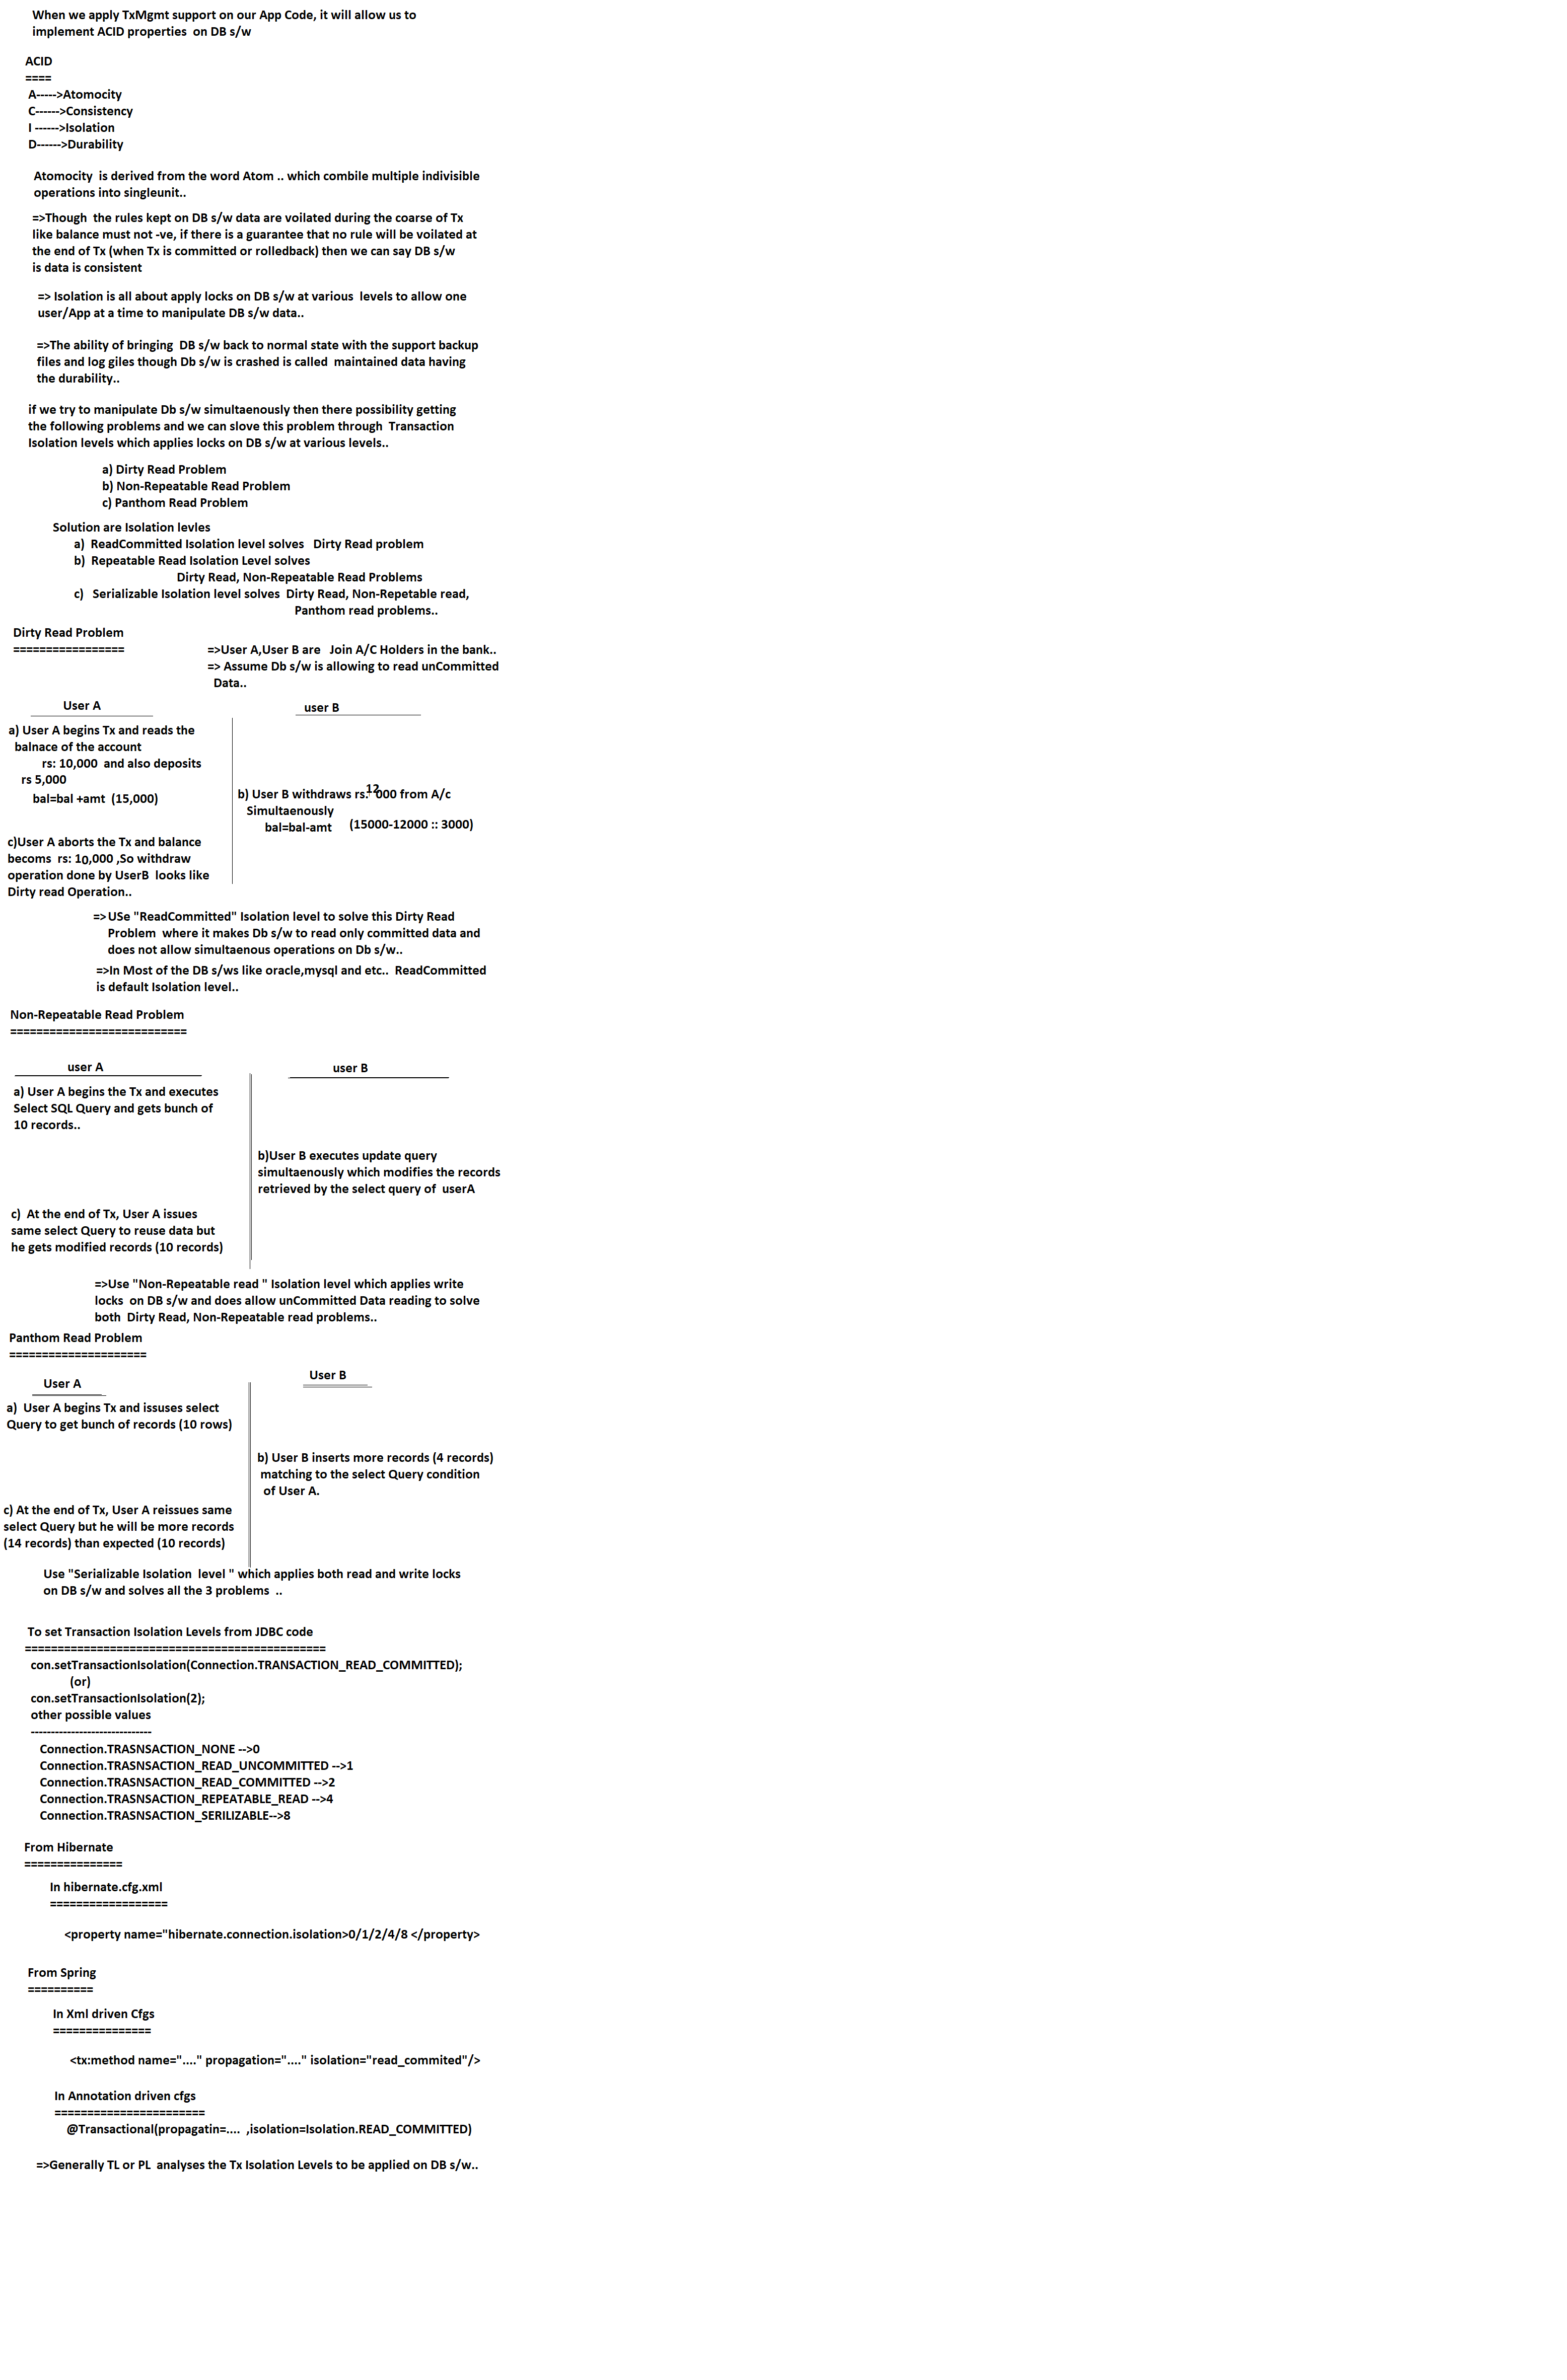 When we apply TxMgmt support on our App Code, it will allow us to
implement ACID properties  on DB s/w
ACID
====
A----->Atomocity
C------>Consistency
I ------>Isolation
D------>Durability
Atomocity  is derived from the word Atom .. which combile multiple indivisible
operations into singleunit..
=>Though  the rules kept on DB s/w data are voilated during the coarse of Tx
like balance must not -ve, if there is a guarantee that no rule will be voilated at
the end of Tx (when Tx is committed or rolledback) then we can say DB s/w
is data is consistent
=> Isolation is all about apply locks on DB s/w at various  levels to allow one
user/App at a time to manipulate DB s/w data..
=>The ability of bringing  DB s/w back to normal state with the support backup
files and log giles though Db s/w is crashed is called  maintained data having
the durability..
if we try to manipulate Db s/w simultaenously then there possibility getting
the following problems and we can slove this problem through  Transaction
Isolation levels which applies locks on DB s/w at various levels..
a) Dirty Read Problem
b) Non-Repeatable Read Problem
c) Panthom Read Problem
Solution are Isolation levles
a)  ReadCommitted Isolation level solves   Dirty Read problem
b)  Repeatable Read Isolation Level solves
Dirty Read, Non-Repeatable Read Problems
c)   Serializable Isolation level solves  Dirty Read, Non-Repetable read,
Panthom read problems..
Dirty Read Problem
=================
=>User A,User B are   Join A/C Holders in the bank..
=> Assume Db s/w is allowing to read unCommitted
Data..
User A
user B
a) User A begins Tx and reads the
balnace of the account
rs: 10,000  and also deposits
rs 5,000
bal=bal +amt  (15,000)
b) User B withdraws rs: 12 000 from A/c
Simultaenously
bal=bal-amt     (15000-12000 :: 3000)
c)User A aborts the Tx and balance
becoms  rs: 10,000 ,So withdraw
operation done by UserB  looks like
Dirty read Operation..
=> USe "ReadCommitted" Isolation level to solve this Dirty Read
Problem  where it makes Db s/w to read only committed data and
does not allow simultaenous operations on Db s/w..
=>In Most of the DB s/ws like oracle,mysql and etc..  ReadCommitted
is default Isolation level..
Non-Repeatable Read Problem
===========================
user A
user B
a) User A begins the Tx and executes
Select SQL Query and gets bunch of
10 records..
b)User B executes update query
simultaenously which modifies the records
retrieved by the select query of  userA
c)  At the end of Tx, User A issues
same select Query to reuse data but
he gets modified records (10 records)
=>Use "Non-Repeatable read " Isolation level which applies write
locks  on DB s/w and does allow unCommitted Data reading to solve
both  Dirty Read, Non-Repeatable read problems..
Panthom Read Problem
=====================
User A
User B
a)  User A begins Tx and issuses select
Query to get bunch of records (10 rows)
b) User B inserts more records (4 records)
matching to the select Query condition
of User A.
c) At the end of Tx, User A reissues same
select Query but he will be more records
(14 records) than expected (10 records)
Use "Serializable Isolation  level " which applies both read and write locks
on DB s/w and solves all the 3 problems  ..
To set Transaction Isolation Levels from JDBC code
==============================================
con.setTransactionIsolation(Connection.TRANSACTION_READ_COMMITTED);
(or)
con.setTransactionIsolation(2);
other possible values
------------------------------
Connection.TRASNSACTION_NONE -->0
Connection.TRASNSACTION_READ_UNCOMMITTED -->1
Connection.TRASNSACTION_READ_COMMITTED -->2
Connection.TRASNSACTION_REPEATABLE_READ -->4
Connection.TRASNSACTION_SERILIZABLE-->8
From Hibernate
===============
In hibernate.cfg.xml
==================
<property name="hibernate.connection.isolation>0/1/2/4/8 </property>
From Spring
==========
In Xml driven Cfgs
===============
<tx:method name="...." propagation="...." isolation="read_commited"/>
In Annotation driven cfgs
=======================
@Transactional(propagatin=....  ,isolation=Isolation.READ_COMMITTED)
=>Generally TL or PL  analyses the Tx Isolation Levels to be applied on DB s/w..